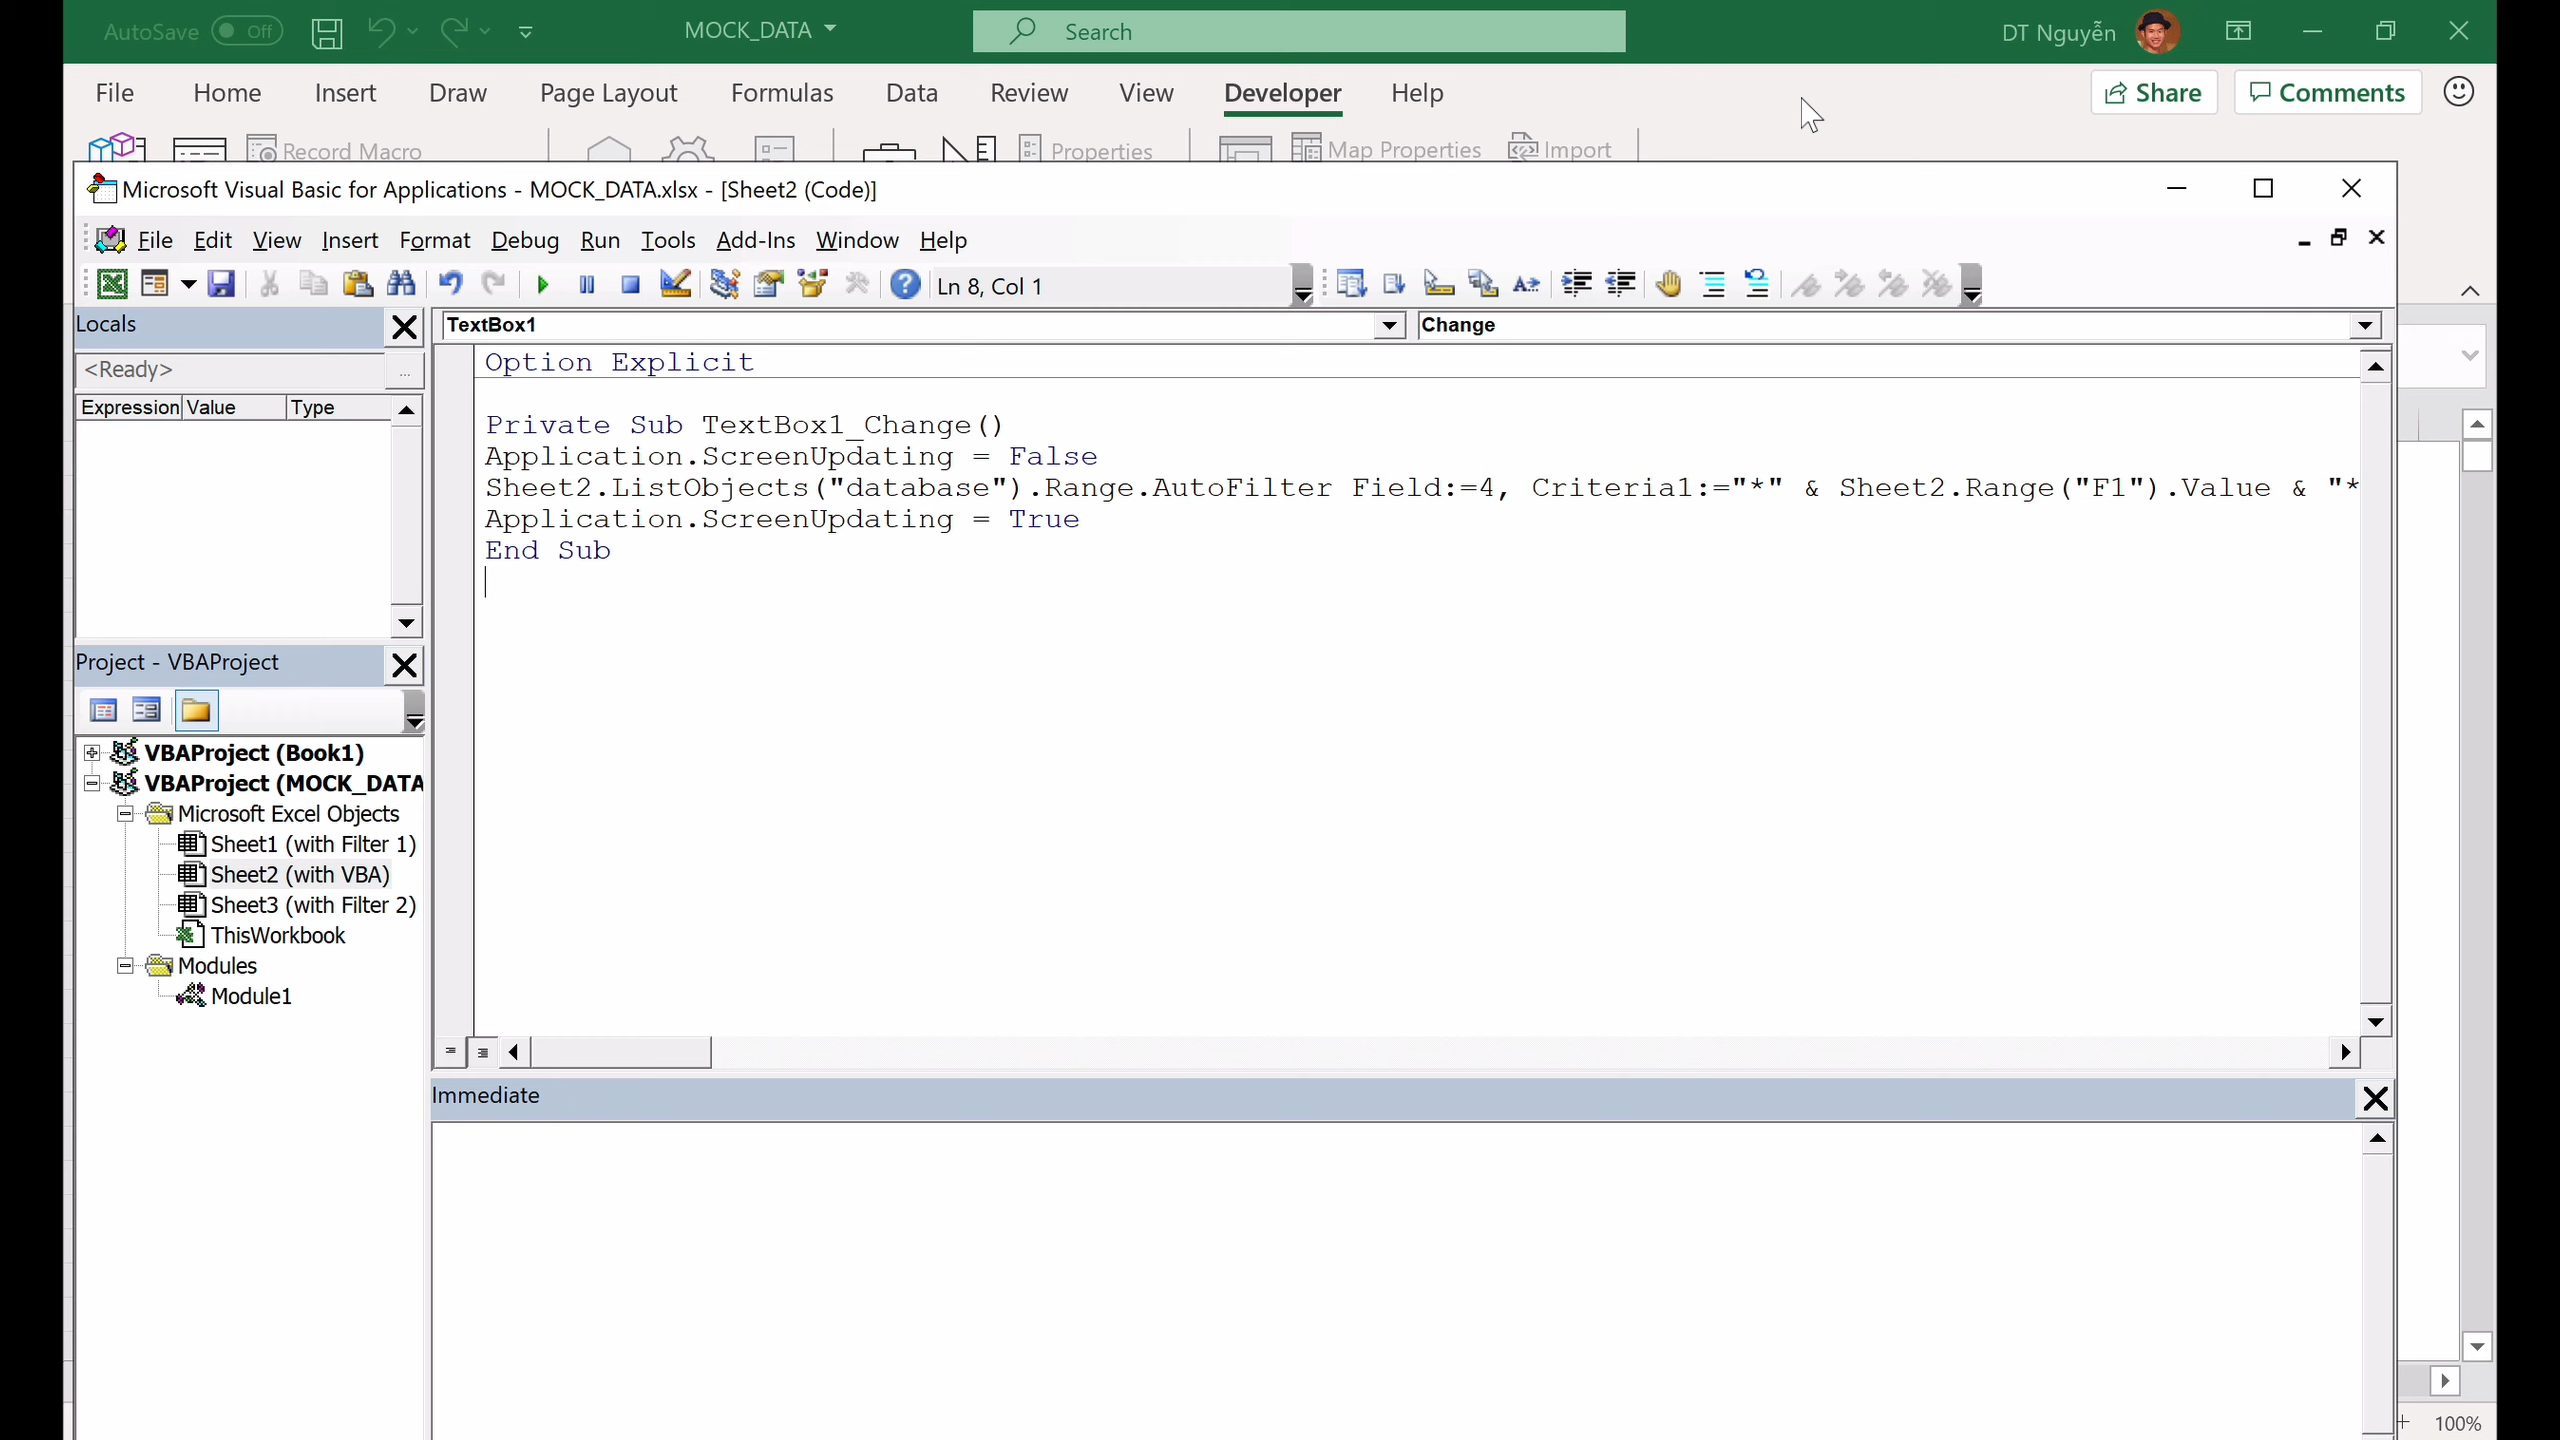 AutoSave Off MOCK_DATA Search DT Nguyễn
File Home Insert Draw Page Layout Formulas Data Review View Developer Help Share Comments
Record Macro Properties Map Properties Import
Microsoft Visual Basic for Applications - MOCK_DATA.xlsx - [Sheet2 (Code)]
File Edit View Insert Format Debug Run Tools Add-Ins Window Help
Ln 8, Col 1
Locals
<Ready>
...
Expression Value Type
TextBox1 Change
Option Explicit
Private Sub TextBox1_Change()
Application.ScreenUpdating = False
Sheet2.ListObjects("database").Range.AutoFilter Field:=4, Criteria1:="*" & Sheet2.Range("F1").Value & "*
Application.ScreenUpdating = True
End Sub
Project - VBAProject
VBAProject (Book1)
VBAProject (MOCK_DATA
Microsoft Excel Objects
Sheet1 (with Filter 1)
Sheet2 (with VBA)
Sheet3 (with Filter 2)
ThisWorkbook
Modules
Module1
Immediate
100%